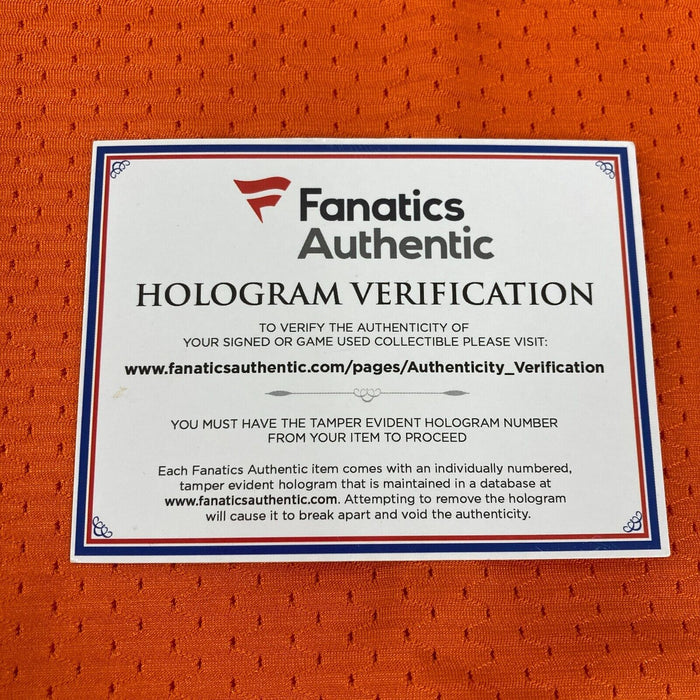 Fanatics
Authentic
HOLOGRAM VERIFICATION
TO VERIFY THE AUTHENTICITY OF
YOUR SIGNED OR GAME USED COLLECTIBLE PLEASE VISIT:
www.fanaticsauthentic.com/pages/Authenticity_Verification
YOU MUST HAVE THE TAMPER EVIDENT HOLOGRAM NUMBER
FROM YOUR ITEM TO PROCEED
Each Fanatics Authentic item comes with an individually numbered,
tamper evident hologram that is maintained in a database at
www.fanaticsauthentic.com. Attempting to remove the hologram
will cause it to break apart and void the authenticity.